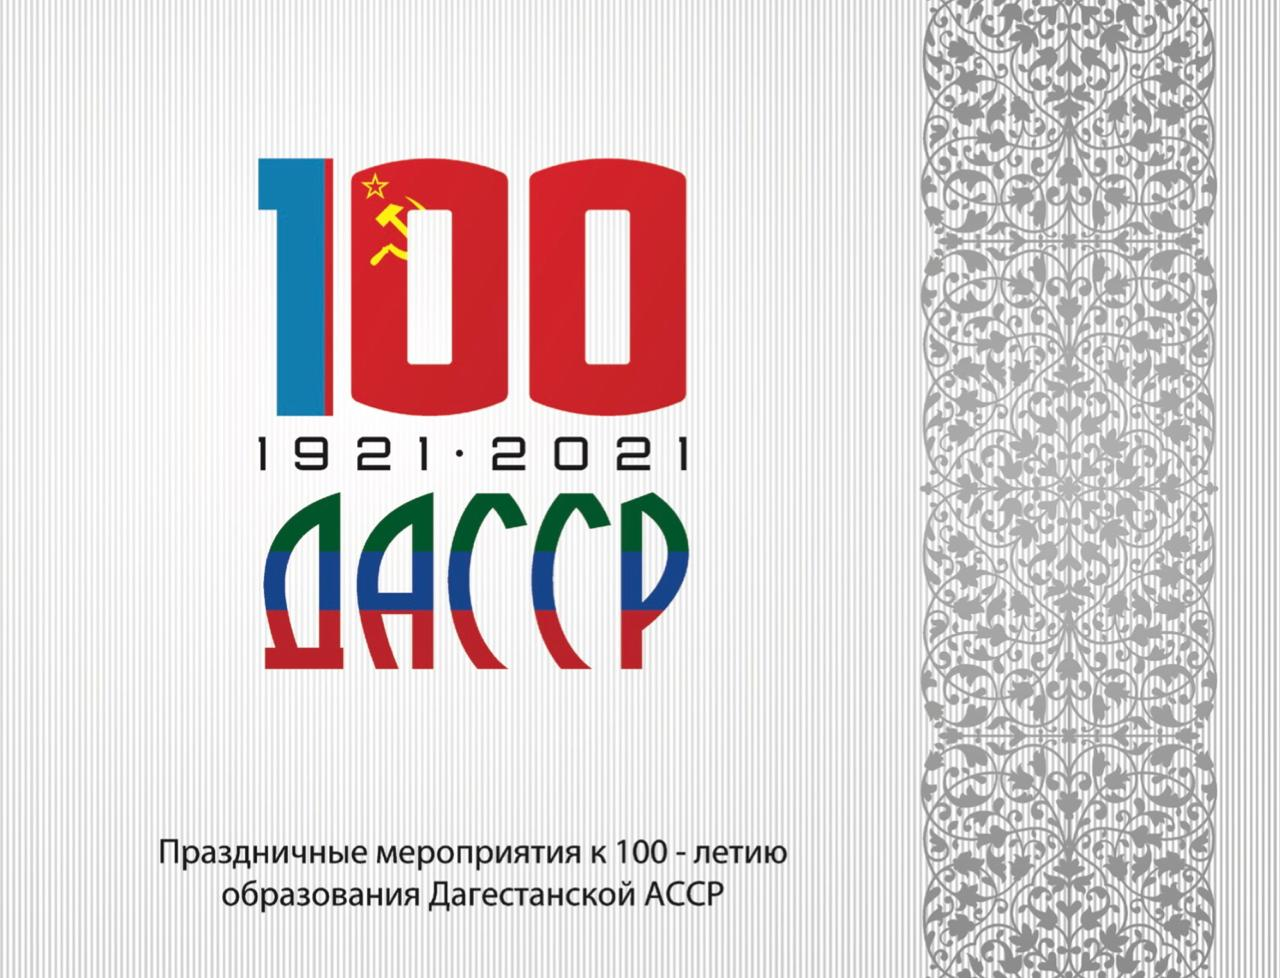 100
1921·2021
ДАССР
Праздничные мероприятия к 100 - летию
образования Дагестанской АССР